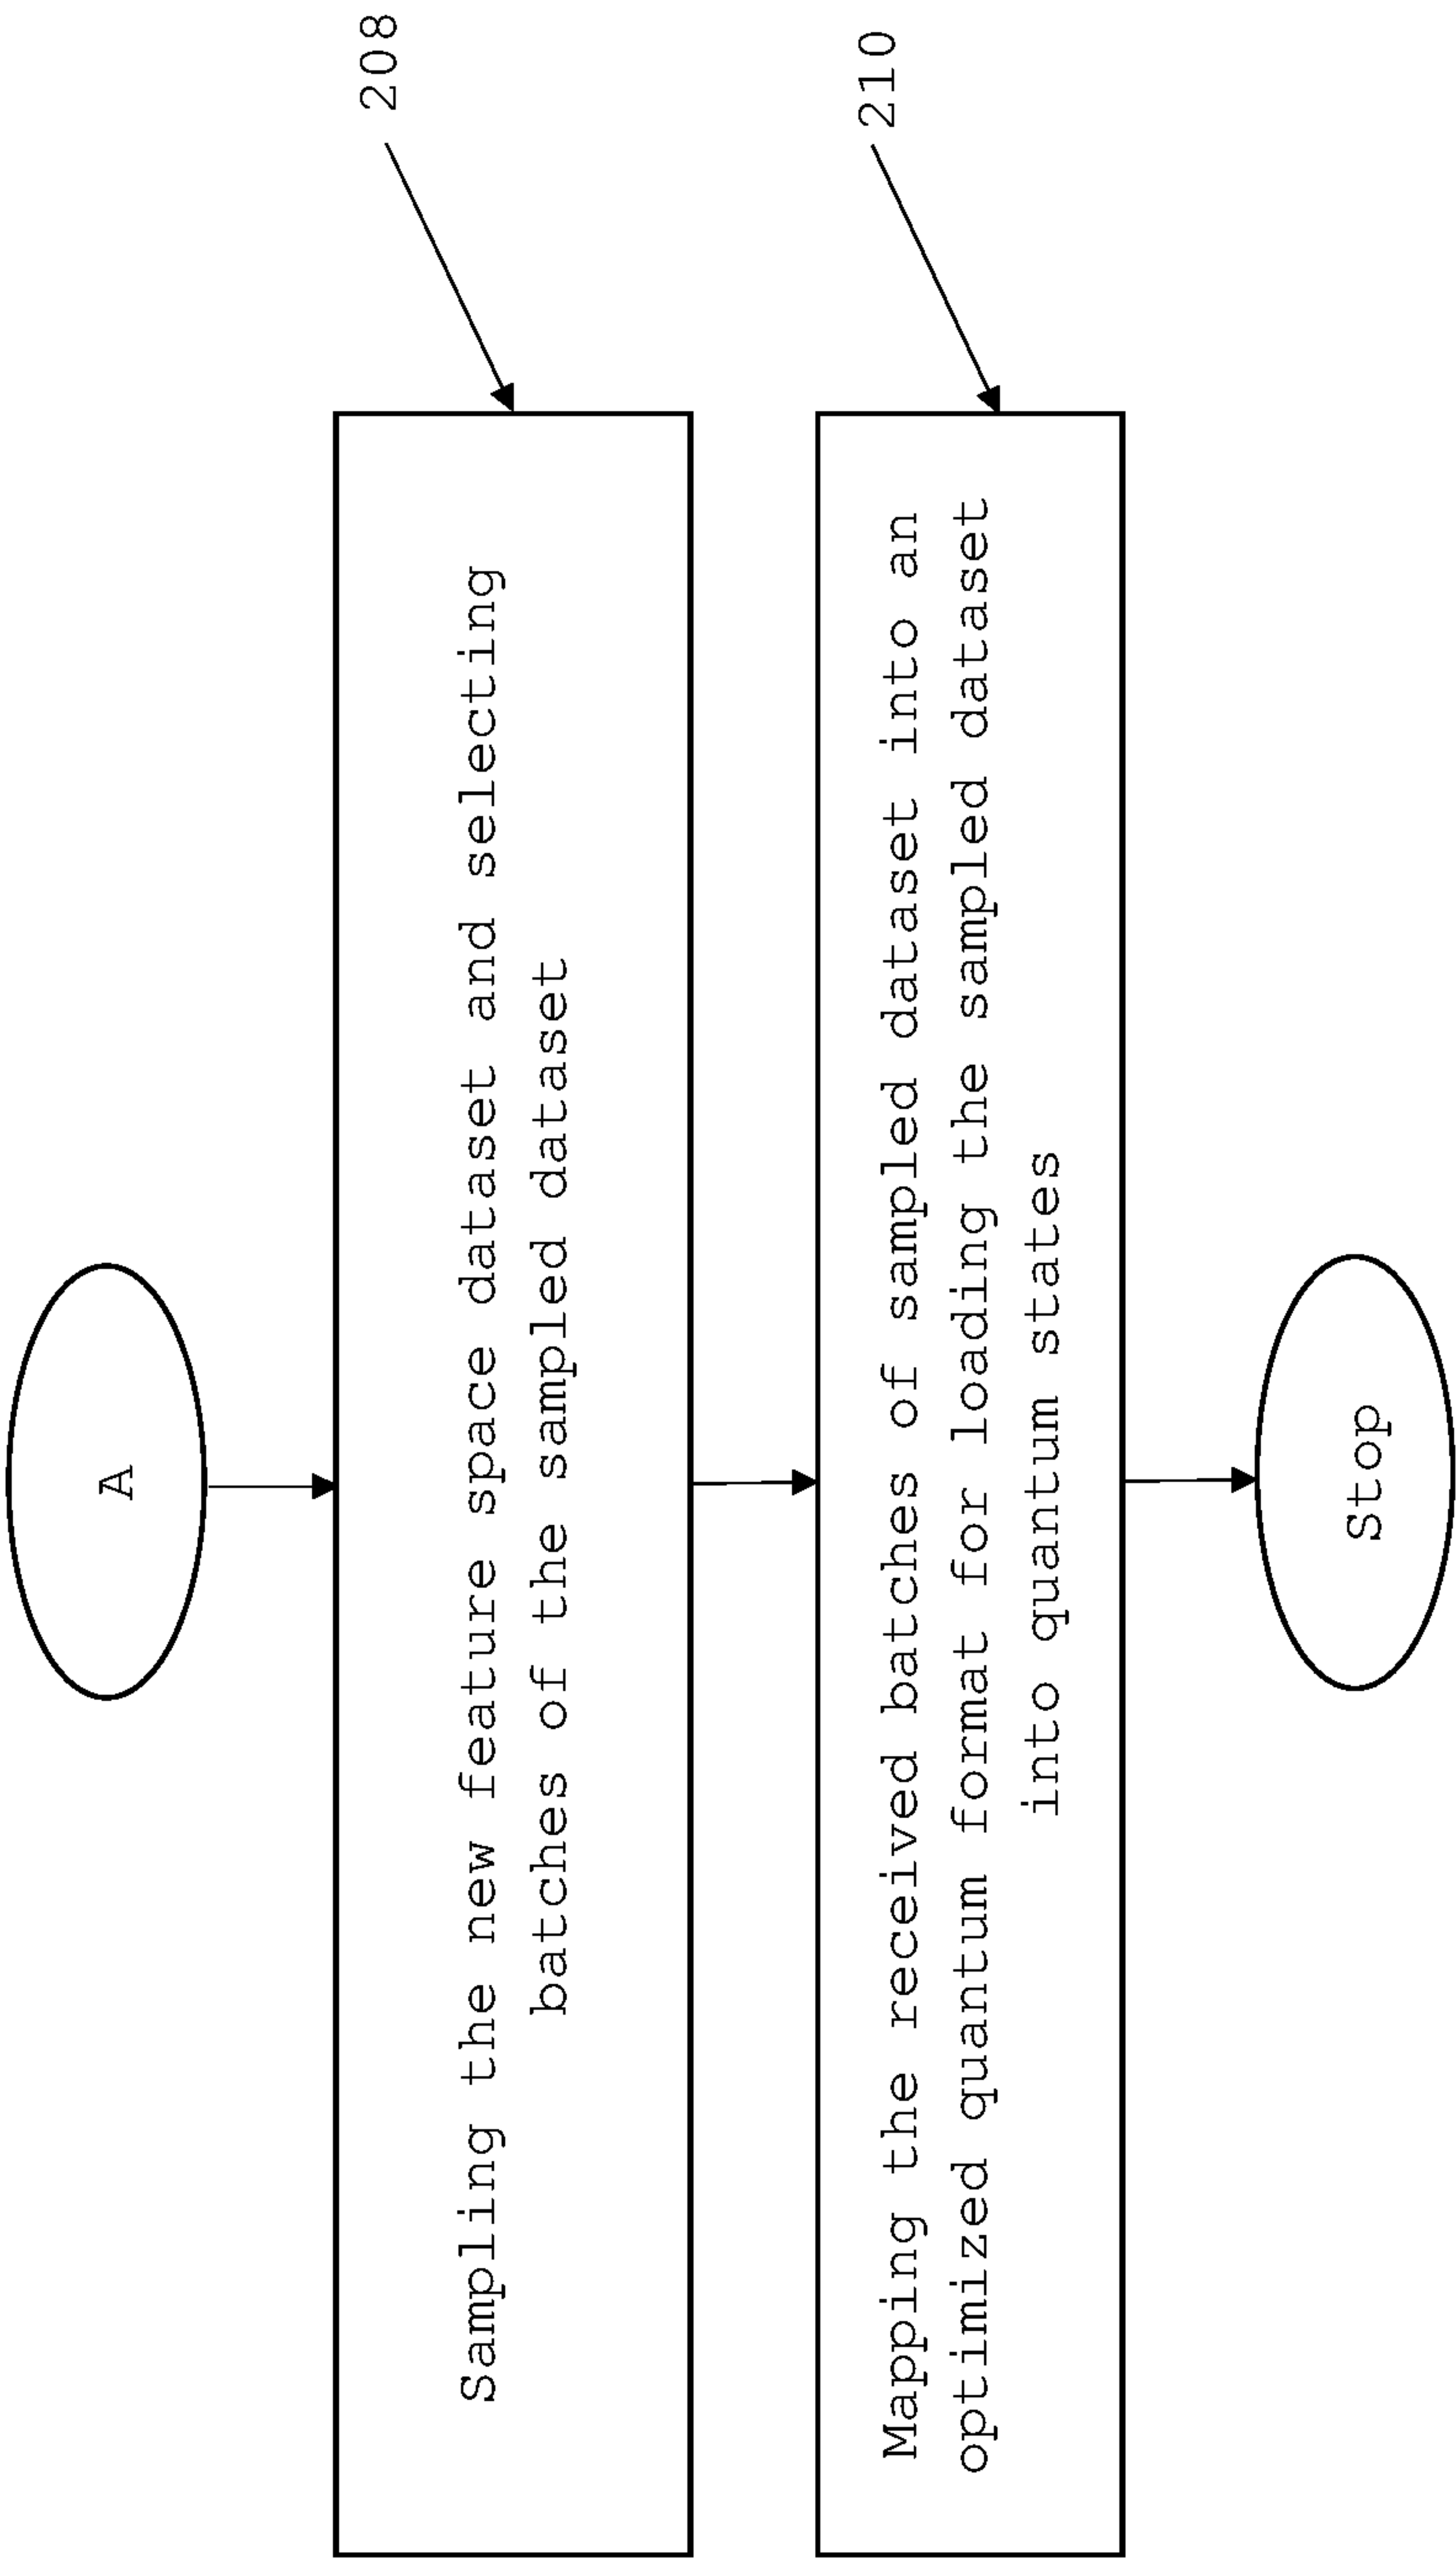 A
208
Sampling the new feature space dataset and selecting
batches of the sampled dataset
210
Mapping the received batches of sampled dataset into an
optimized quantum format for loading the sampled dataset
into quantum states
Stop